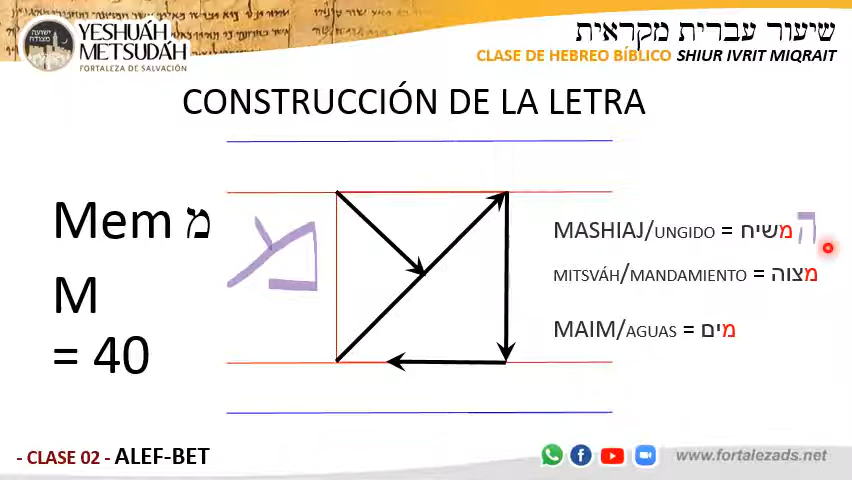 YESHUÁH
METSUDÁH
FORTALEZA DE SALVACIÓN
שיעור עברית מקראית
CLASE DE HEBREO BÍBLICO SHIUR IVRIT MIQRAIT
CONSTRUCCIÓN DE LA LETRA
Mem מ
M
= 40
מ
MASHIAJ/UNGIDO = משיח ה
MITSVÁH/MANDAMIENTO = מצוה
MAIM/AGUAS = מים
- CLASE 02 - ALEF-BET
www.fortalezads.net